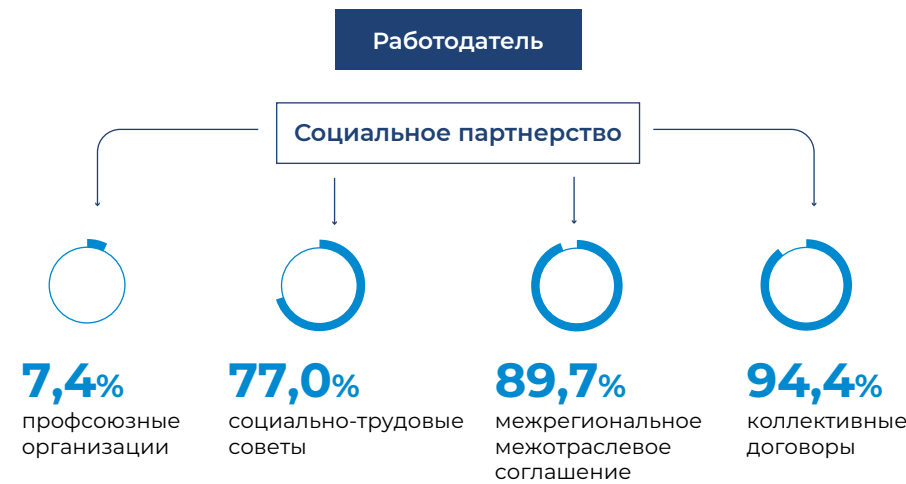 Работодатель
Социальное партнерство
7,4%
профсоюзные
организации
77,0%
социально-трудовые
советы
89,7%
межрегиональное
межотраслевое
соглашение
94,4%
коллективные
договоры